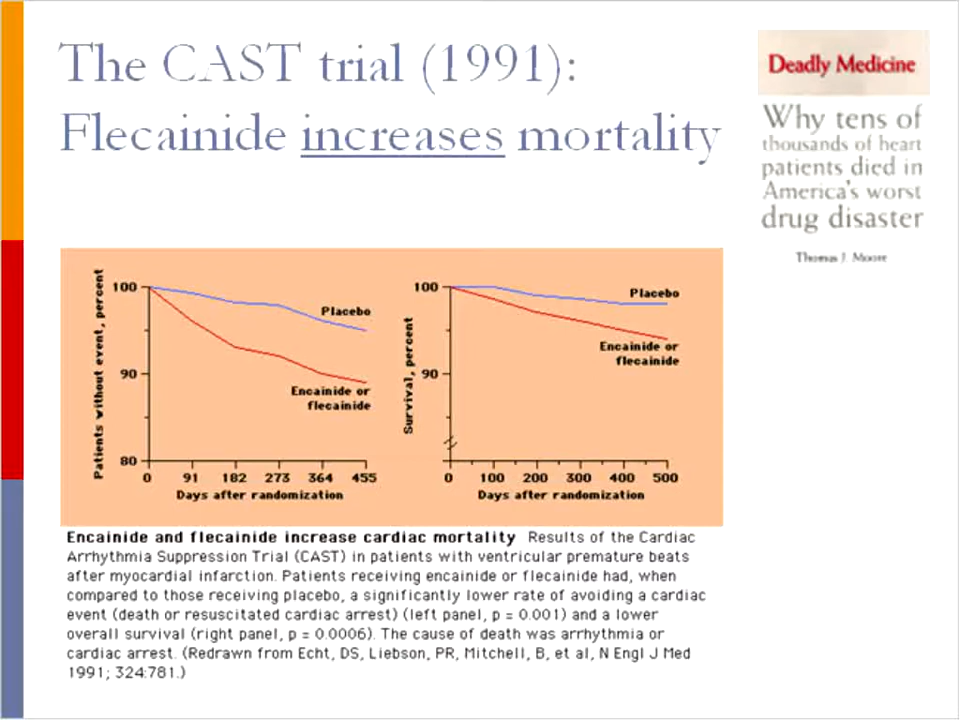 The CAST trial (1991):
Flecainide increases mortality
Deadly Medicine
Why tens of
thousands of heart
patients died in
America's worst
drug disaster
Thomas J. Moore
Patients without event, percent
100
90
80
Placebo
Encainide or
flecainide
0 91 182 273 364 455
Days after randomization
Survival, percent
100
90
Placebo
Encainide or
flecainide
0 100 200 300 400 500
Days after randomization
Encainide and flecainide increase cardiac mortality Results of the Cardiac
Arrhythmia Suppression Trial (CAST) in patients with ventricular premature beats
after myocardial infarction. Patients receiving encainide or flecainide had, when
compared to those receiving placebo, a significantly lower rate of avoiding a cardiac
event (death or resuscitated cardiac arrest) (left panel, p = 0.001) and a lower
overall survival (right panel, p = 0.0006). The cause of death was arrhythmia or
cardiac arrest. (Redrawn from Echt, DS, Liebson, PR, Mitchell, B, et al, N Engl J Med
1991; 324:781.)